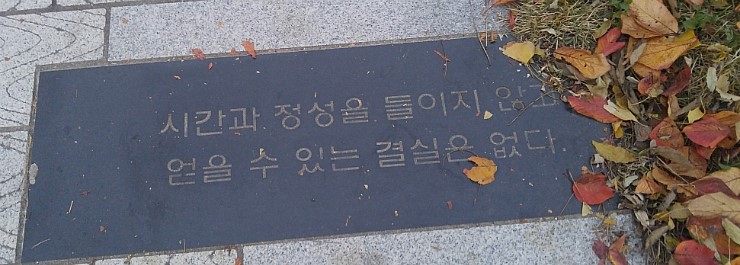 시간과 정성을 들이지 않고
얻을 수 있는 결실은 없다.